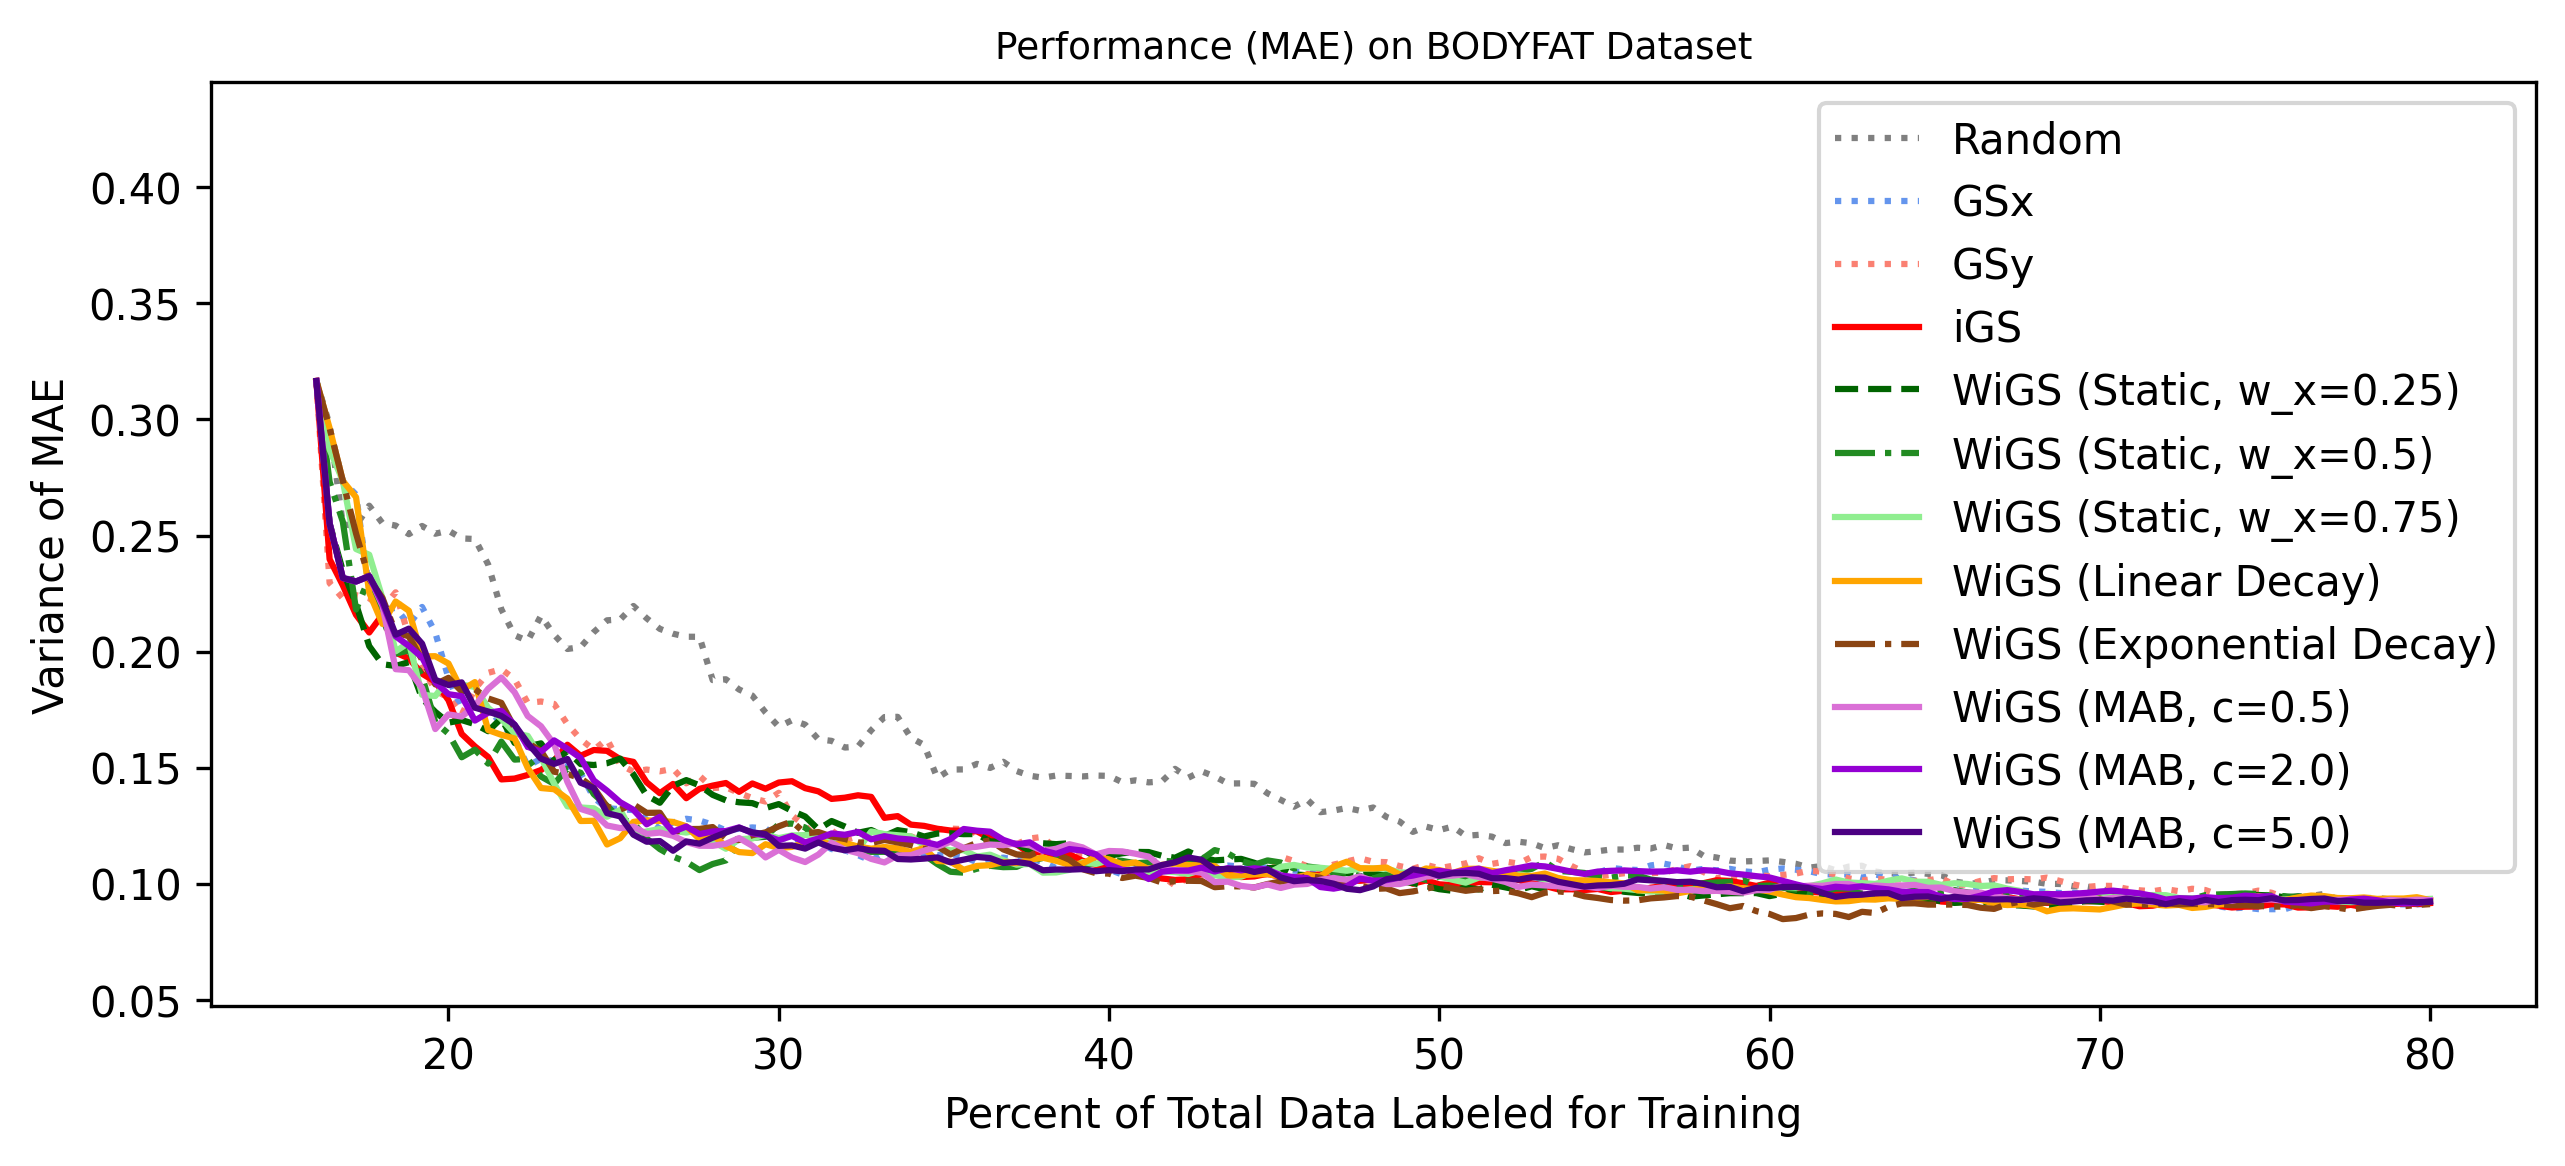 Performance (MAE) on BODYFAT Dataset
Variance of MAE
0.40
0.35
0.30
0.25
0.20
0.15
0.10
0.05
20 30 40 50 60 70 80
Percent of Total Data Labeled for Training
Random
GSx
GSy
iGS
WiGS (Static, w_x=0.25)
WiGS (Static, w_x=0.5)
WiGS (Static, w_x=0.75)
WiGS (Linear Decay)
WiGS (Exponential Decay)
WiGS (MAB, c=0.5)
WiGS (MAB, c=2.0)
WiGS (MAB, c=5.0)